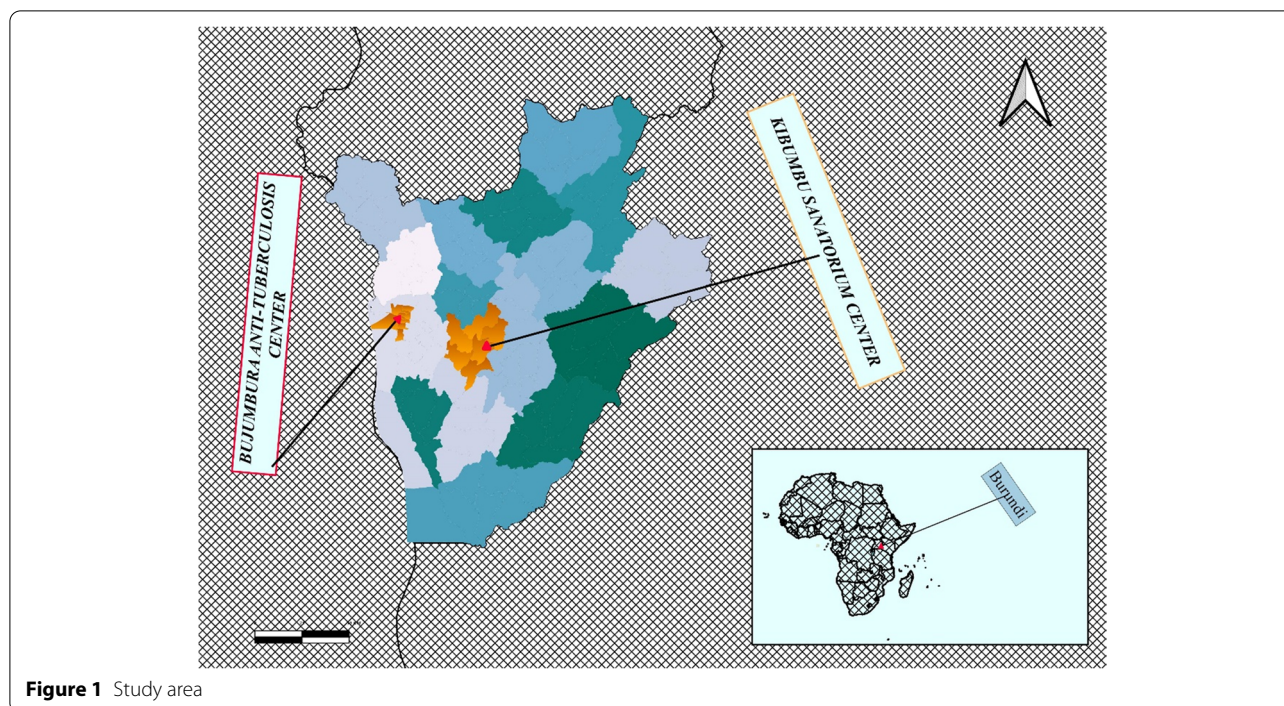 BUJUMBURA ANTI-TUBERCULOSIS
CENTER
KIBUMBU SANATORIUM CENTER
Burundi
Figure 1 Study area